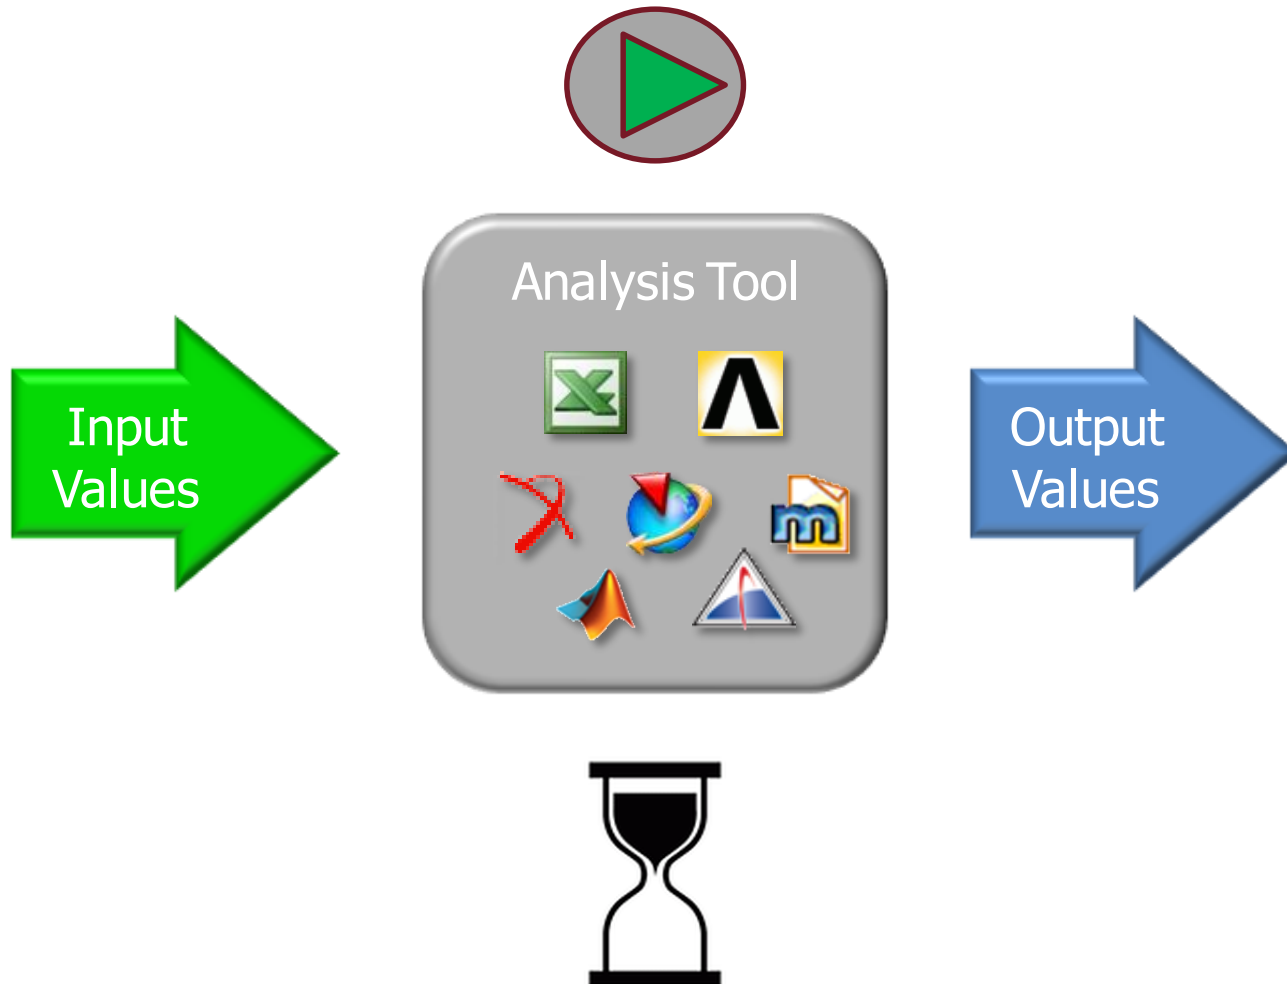 Analysis Tool
Input
Values
Output
Values
m